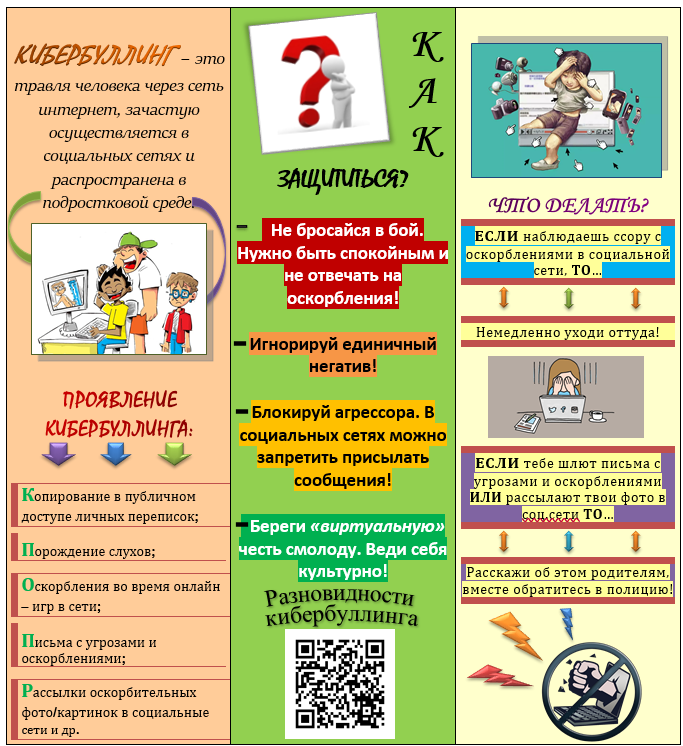 КИБЕРБУЛЛИНГ – это
травля человека через сеть
интернет, зачастую
осуществляется в
социальных сетях и
распространена в
подростковой среде.
ПРОЯВЛЕНИЕ
КИБЕРБУЛЛИНГА:
Копирование в публичном
доступе личных переписок;
Порождение слухов;
Оскорбления во время онлайн
– игр в сети;
Письма с угрозами и
оскорблениями;
Рассылки оскорбительных
фото/картинок в социальные
сети и др.
КАК
ЗАЩИТИТЬСЯ?
– Не бросайся в бой.
Нужно быть спокойным и
не отвечать на
оскорбления!
– Игнорируй единичный
негатив!
– Блокируй агрессора. В
социальных сетях можно
запретить присылать
сообщения!
– Береги «виртуальную»
честь смолоду. Веди себя
культурно!
Разновидности
кибербуллинга
ЧТО ДЕЛАТЬ?
ЕСЛИ наблюдаешь ссору с
оскорблениями в социальной
сети, ТО...
Немедленно уходи оттуда!
ЕСЛИ тебе шлют письма с
угрозами и оскорблениями
ИЛИ рассылают твои фото в
соц.сети ТО...
Расскажи об этом родителям,
вместе обратитесь в полицию!